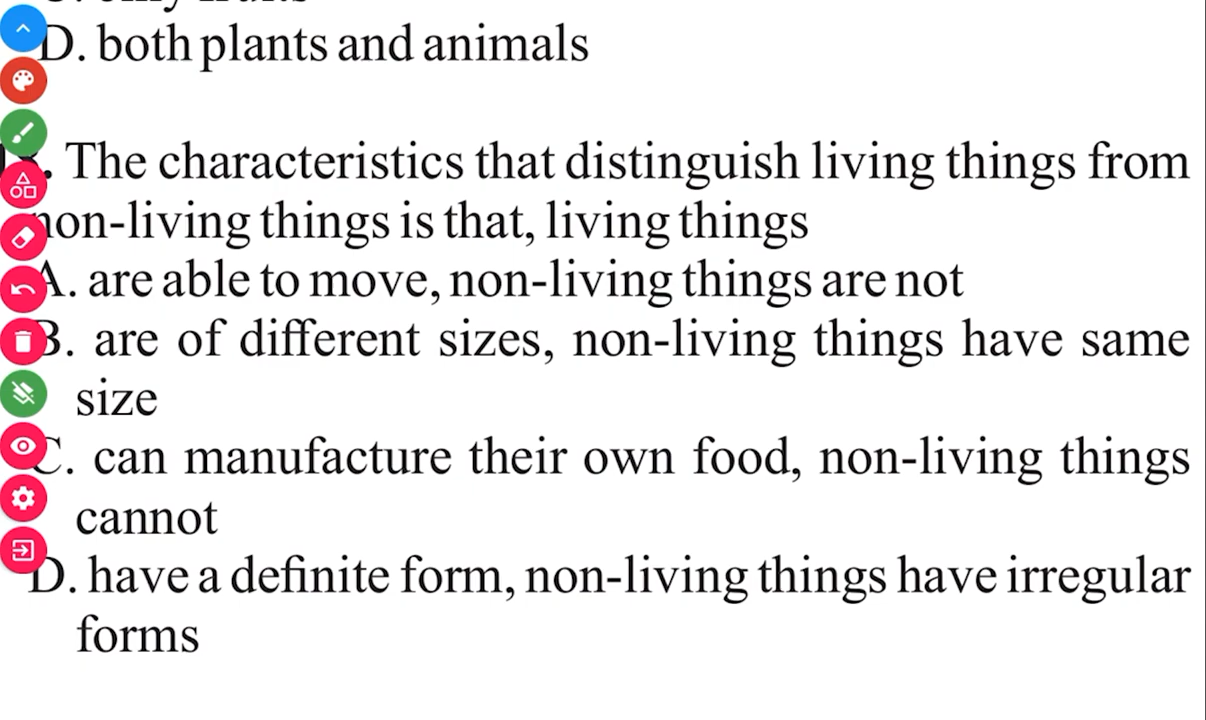 D. both plants and animals
. The characteristics that distinguish living things from
non-living things is that, living things
A. are able to move, non-living things are not
B. are of different sizes, non-living things have same
size
C. can manufacture their own food, non-living things
cannot
D. have a definite form, non-living things have irregular
forms